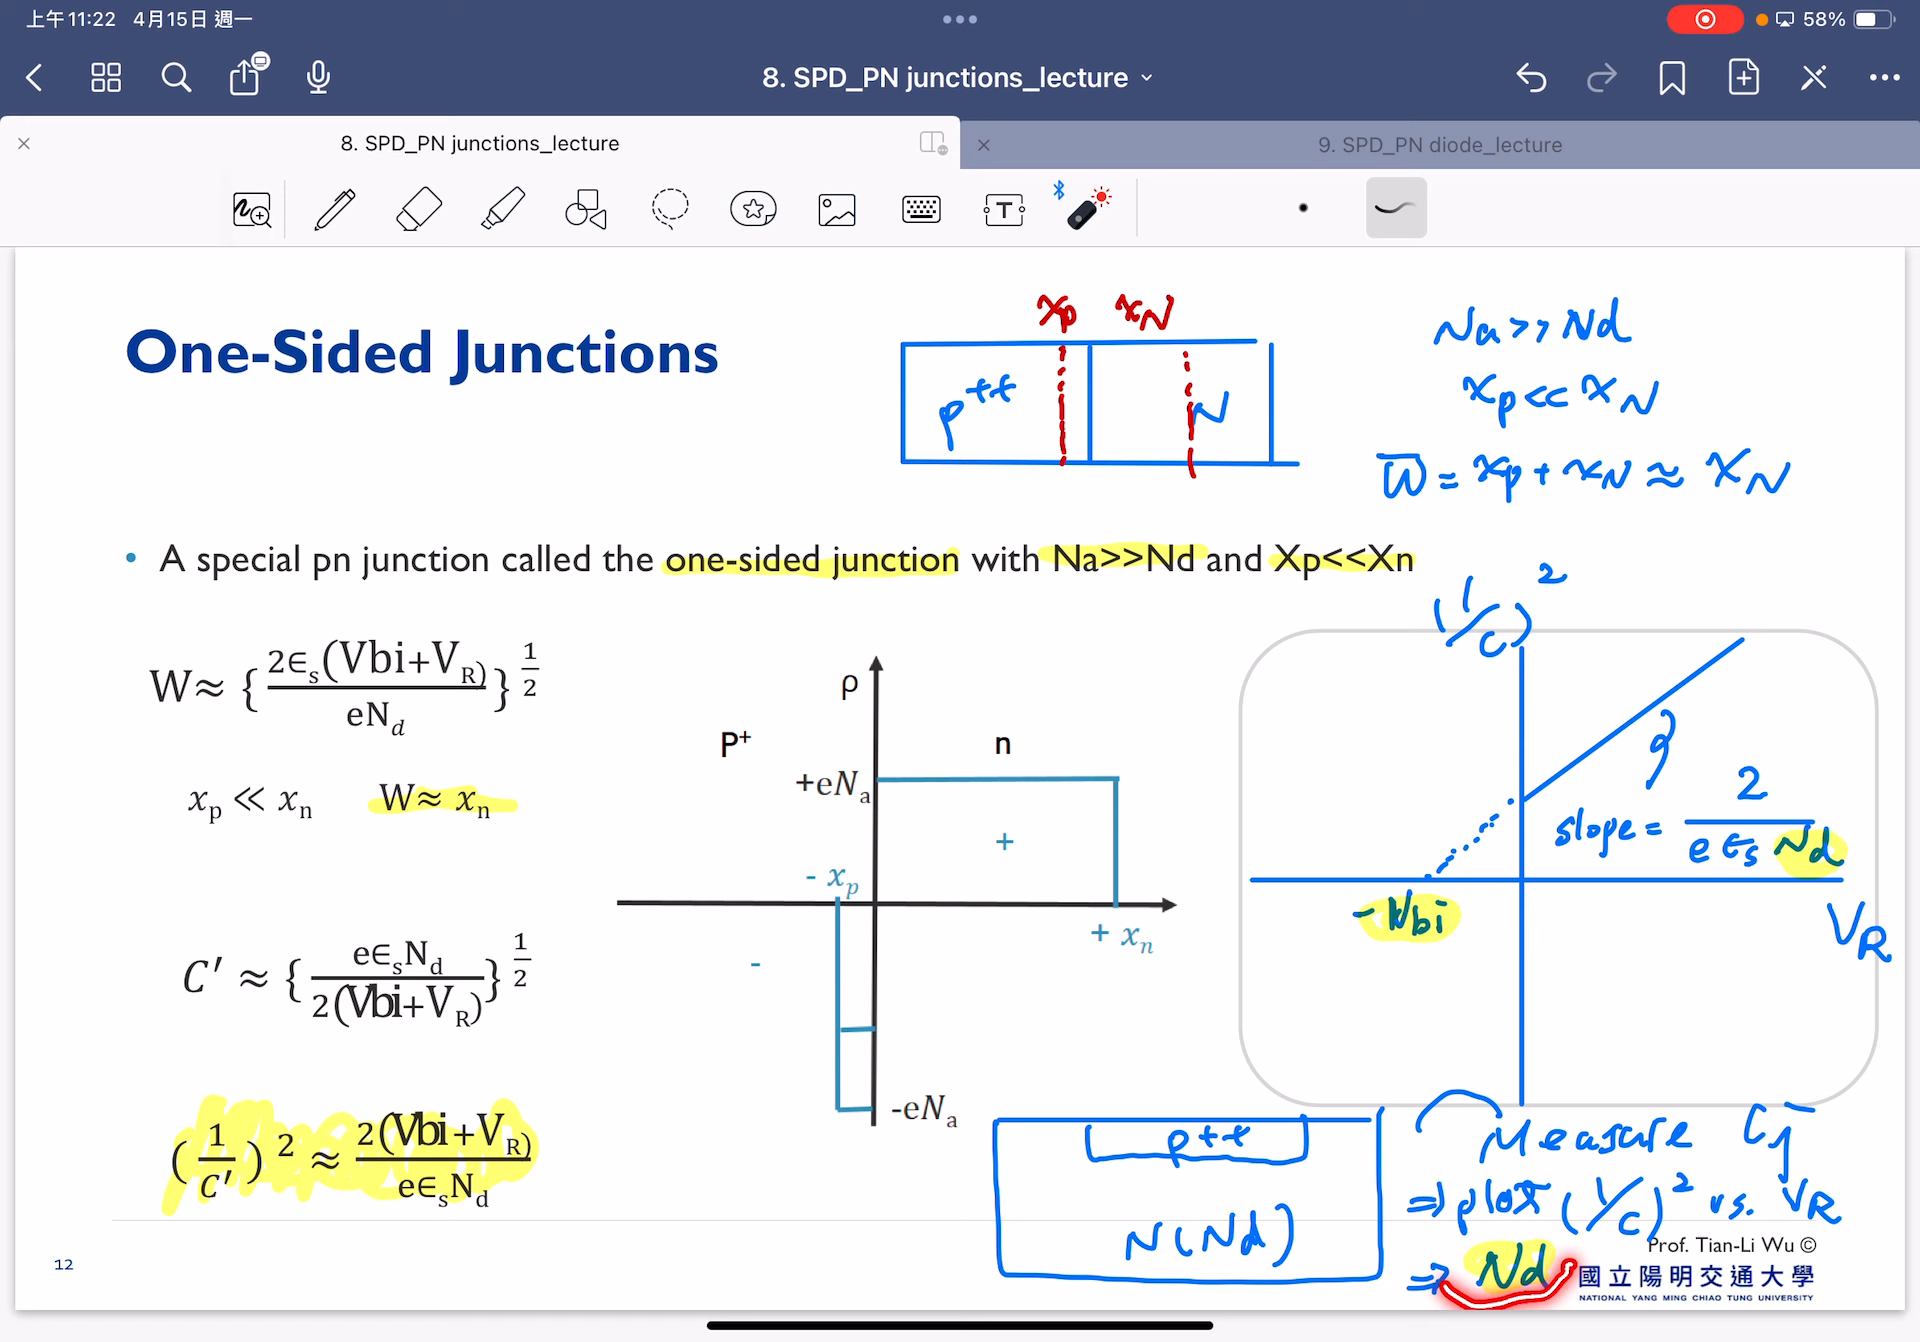 上午11:22 4月15日 週一
58%
8. SPD_PN junctions_lecture
8. SPD_PN junctions_lecture
9. SPD_PN diode_lecture
T
One-Sided Junctions
xp xN
p++ N
Na>>Nd
xp<<xN
W = xp + xN ≈ xN
• A special pn junction called the one-sided junction with Na>>Nd and Xp<<Xn
W≈ {2∈s(Vbi+VR)/eNd}^1/2
xp ≪ xn W≈ xn
C′ ≈ {e∈sNd/2(Vbi+VR)}^1/2
(1/C′)^2 ≈ 2(Vbi+VR)/e∈sNd
ρ
P+ n
+eNa
+
- xp
+ xn
-
-eNa
(1/C)^2
slope = 2/e∈sNd
-Vbi
VR
p++
N(Nd)
Measure Cj
⇒ plot (1/C)^2 vs. VR
⇒ Nd
Prof. Tian-Li Wu ©
國立陽明交通大學
NATIONAL YANG MING CHIAO TUNG UNIVERSITY
12